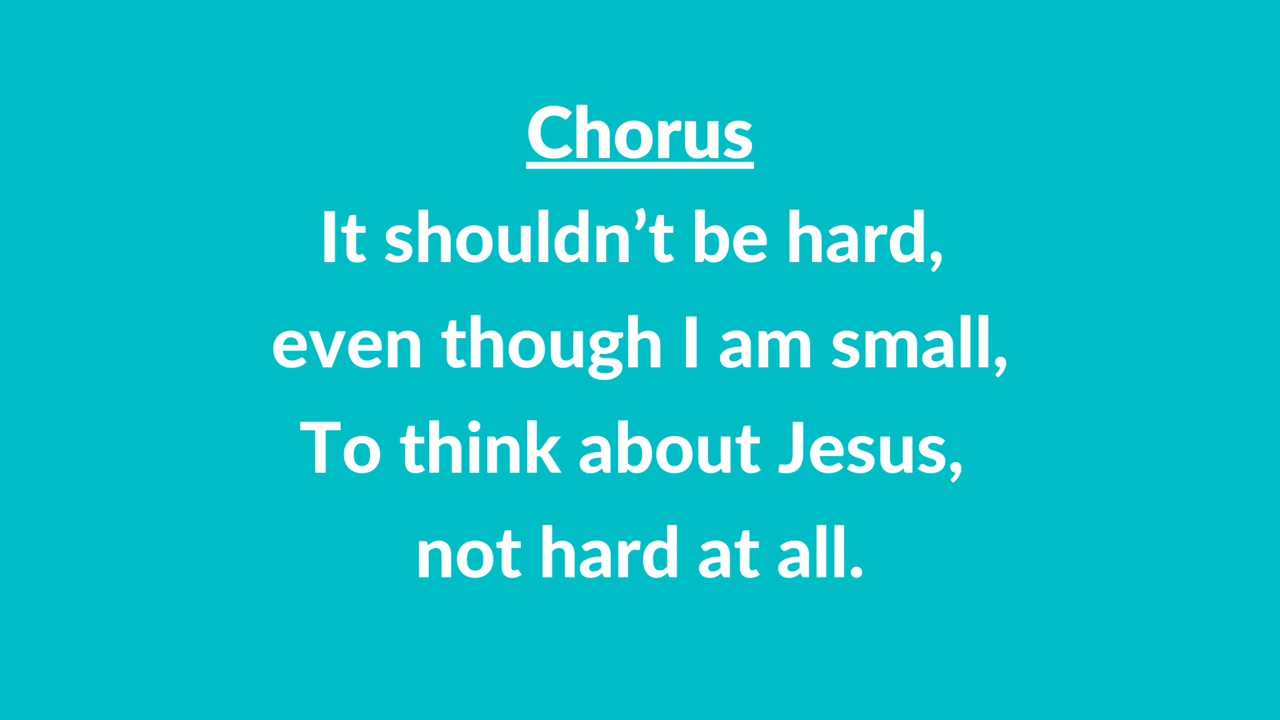 Chorus
It shouldn’t be hard,
even though I am small,
To think about Jesus,
not hard at all.